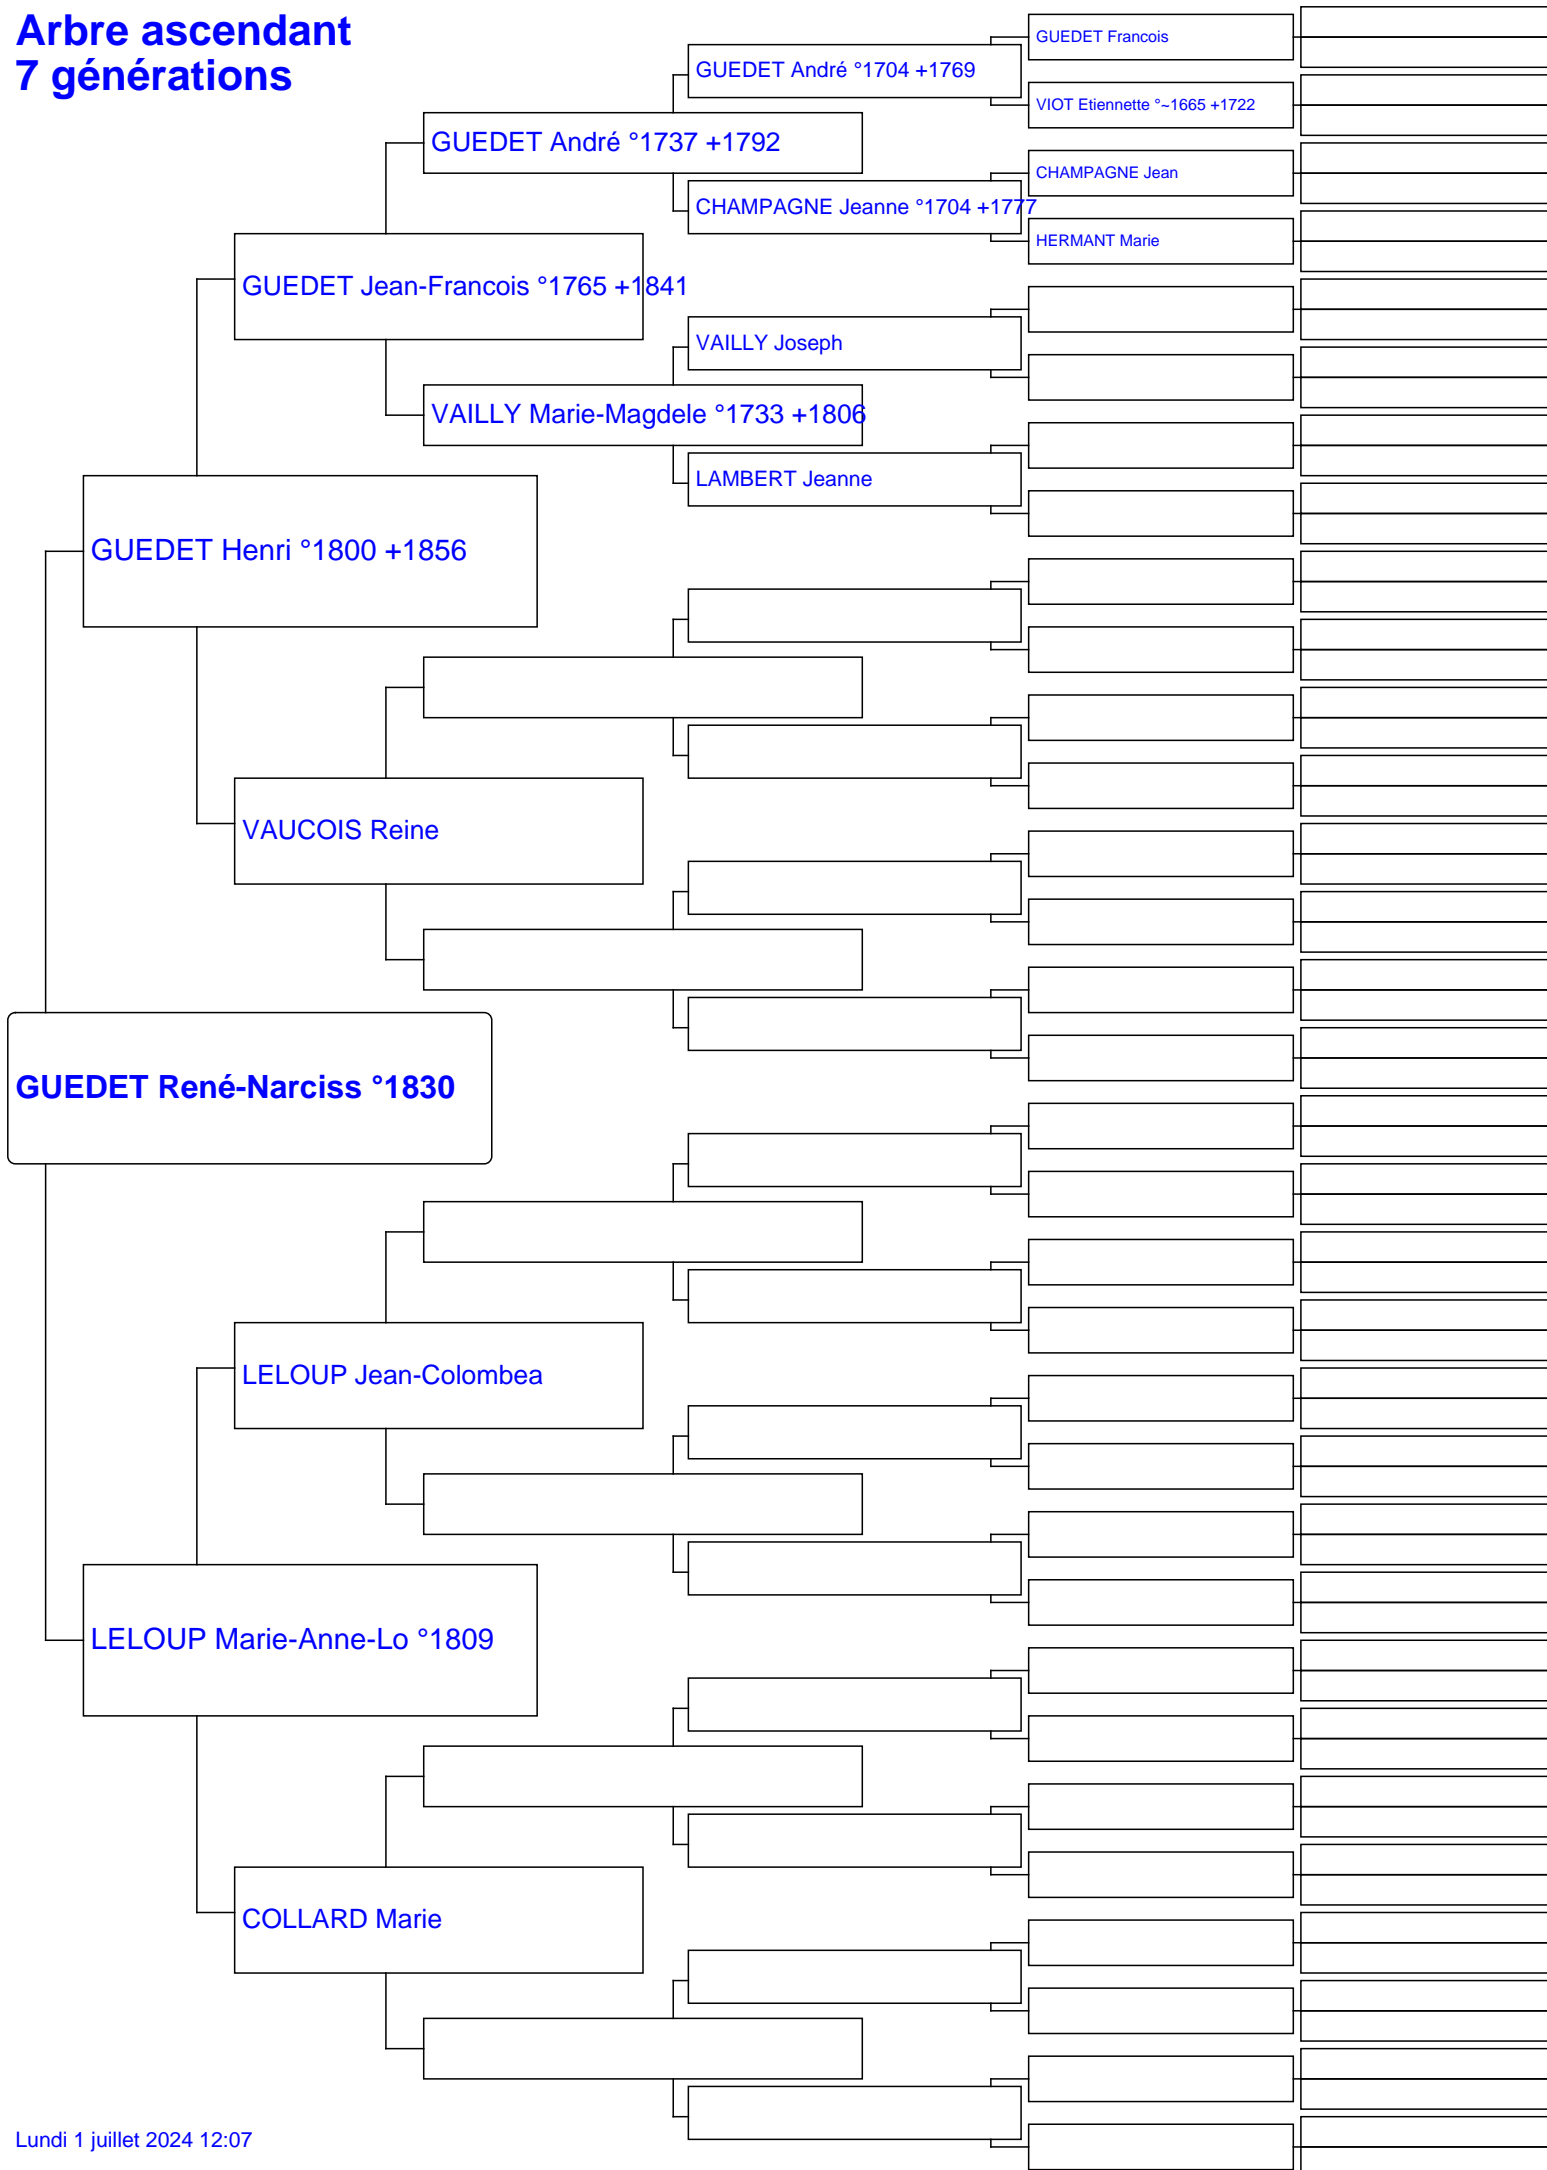 Arbre ascendant
7 générations
GUEDET Francois
GUEDET André °1704 +1769
VIOT Etiennette °~1665 +1722
GUEDET André °1737 +1792
CHAMPAGNE Jean
CHAMPAGNE Jeanne °1704 +1777
HERMANT Marie
GUEDET Jean-Francois °1765 +1841
VAILLY Joseph
VAILLY Marie-Magdele °1733 +1806
LAMBERT Jeanne
GUEDET Henri °1800 +1856
VAUCOIS Reine
GUEDET René-Narciss °1830
LELOUP Jean-Colombea
LELOUP Marie-Anne-Lo °1809
COLLARD Marie
Lundi 1 juillet 2024 12:07